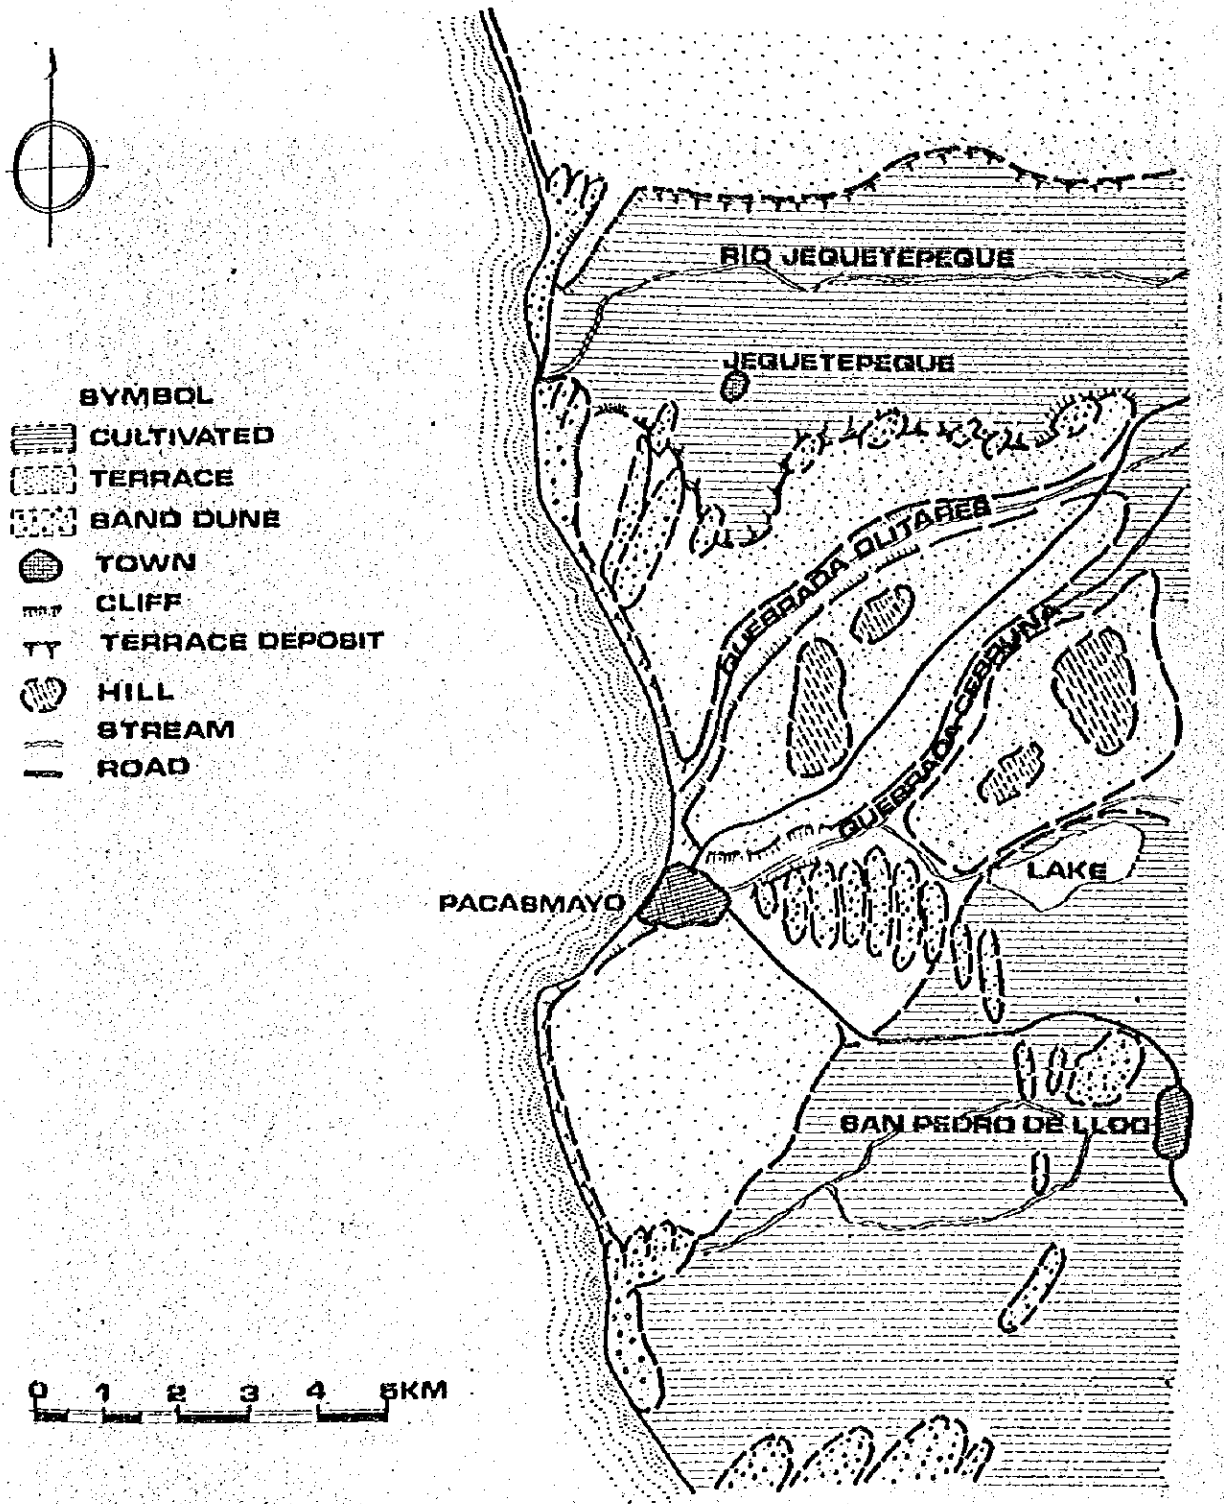 RIO JEQUETEPEQUE
JEQUETEPEQUE
SYMBOL
CULTIVATED
TERRACE
SAND DUNE
TOWN
CLIFF
TERRACE DEPOSIT
HILL
STREAM
ROAD
QUEBRADA OLITARES
QUEBRADA CEBRUNA
LAKE
PACASMAYO
SAN PEDRO DE LLOC
0 1 2 3 4 5KM